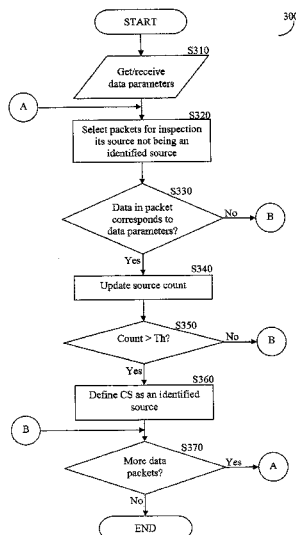 START
300
S310
Get/receive
data parameters
A
S320
Select packets for inspection
its source not being an
identified source
S330
Data in packet
corresponds to
data parameters?
No
B
Yes
S340
Update source count
S350
Count > Th?
No
B
Yes
S360
Define CS as an identified
source
B
S370
More data
packets?
Yes
A
No
END